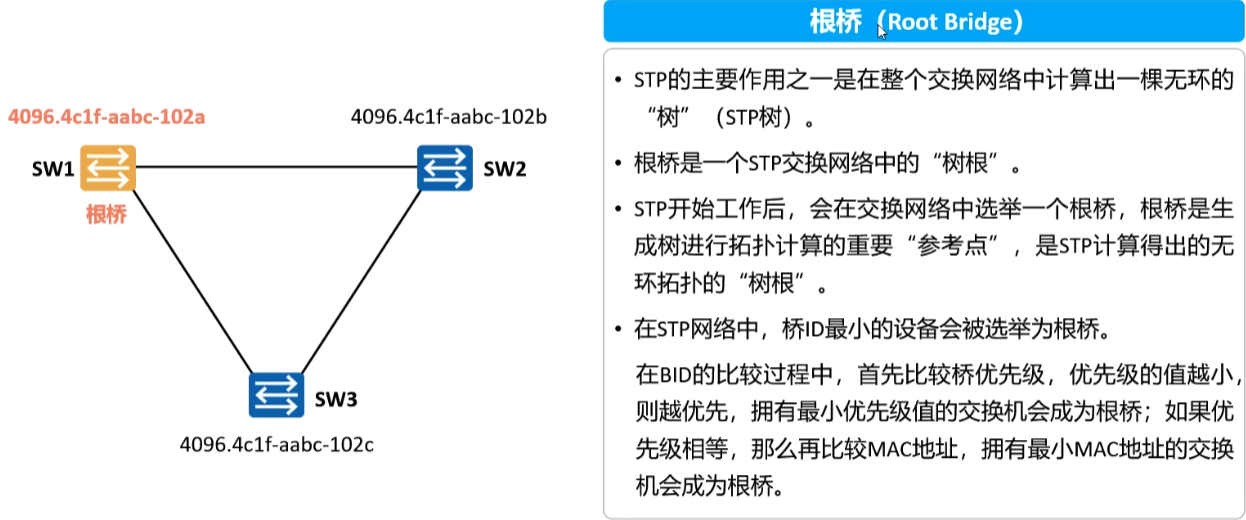 根桥（Root Bridge）
4096.4c1f-aabc-102a
4096.4c1f-aabc-102b
SW1
SW2
根桥
SW3
4096.4c1f-aabc-102c
• STP的主要作用之一是在整个交换网络中计算出一棵无环的
“树”（STP树）。
• 根桥是一个STP交换网络中的“树根”。
• STP开始工作后，会在交换网络中选举一个根桥，根桥是生
成树进行拓扑计算的重要“参考点”，是STP计算得出的无
环拓扑的“树根”。
• 在STP网络中，桥ID最小的设备会被选举为根桥。
在BID的比较过程中，首先比较桥优先级，优先级的值越小，
则越优先，拥有最小优先级值的交换机会成为根桥；如果优
先级相等，那么再比较MAC地址，拥有最小MAC地址的交换
机会成为根桥。